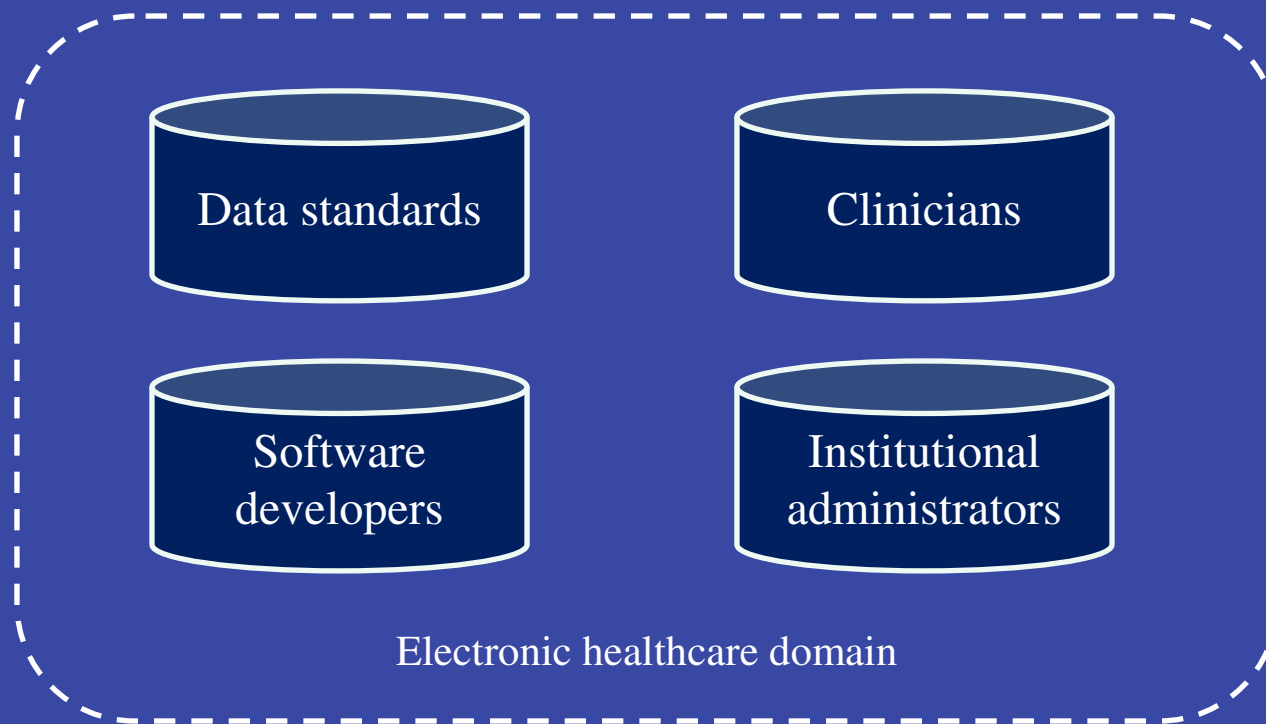 Data standards
Clinicians
Software
developers
Institutional
administrators
Electronic healthcare domain